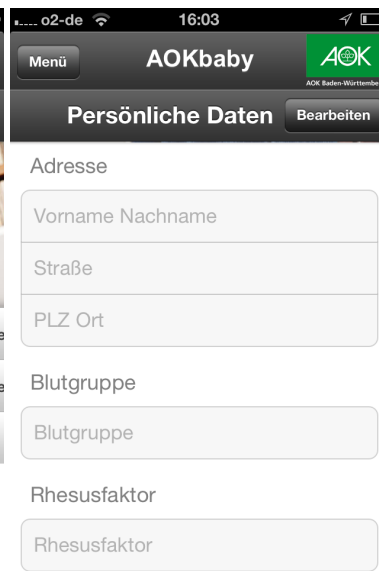 o2-de 16:03
Menü AOKbaby AOK
AOK Baden-Württembe
Persönliche Daten Bearbeiten
Adresse
Vorname Nachname
Straße
PLZ Ort
Blutgruppe
Blutgruppe
Rhesusfaktor
Rhesusfaktor